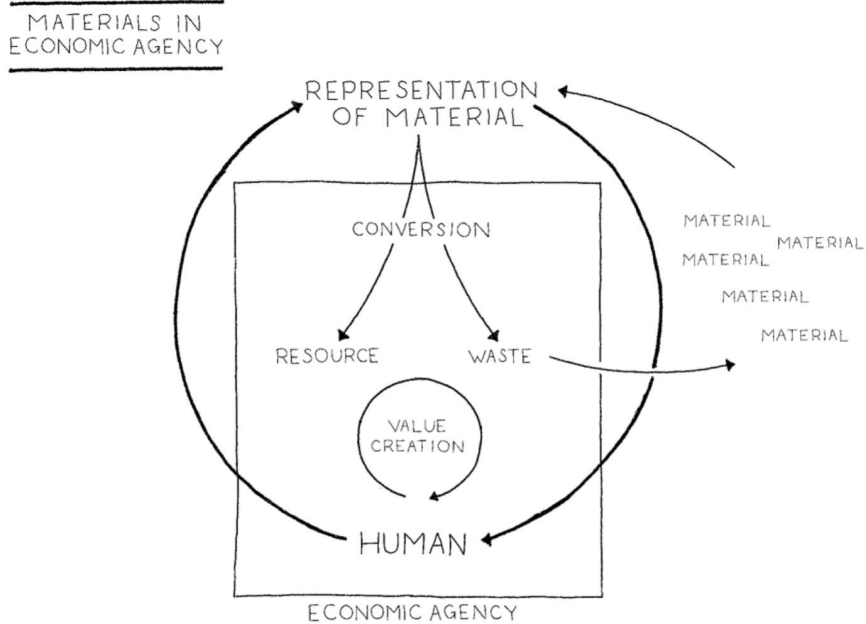 MATERIALS IN
ECONOMIC AGENCY
REPRESENTATION
OF MATERIAL
CONVERSION
RESOURCE
WASTE
VALUE
CREATION
HUMAN
ECONOMIC AGENCY
MATERIAL
MATERIAL
MATERIAL
MATERIAL
MATERIAL